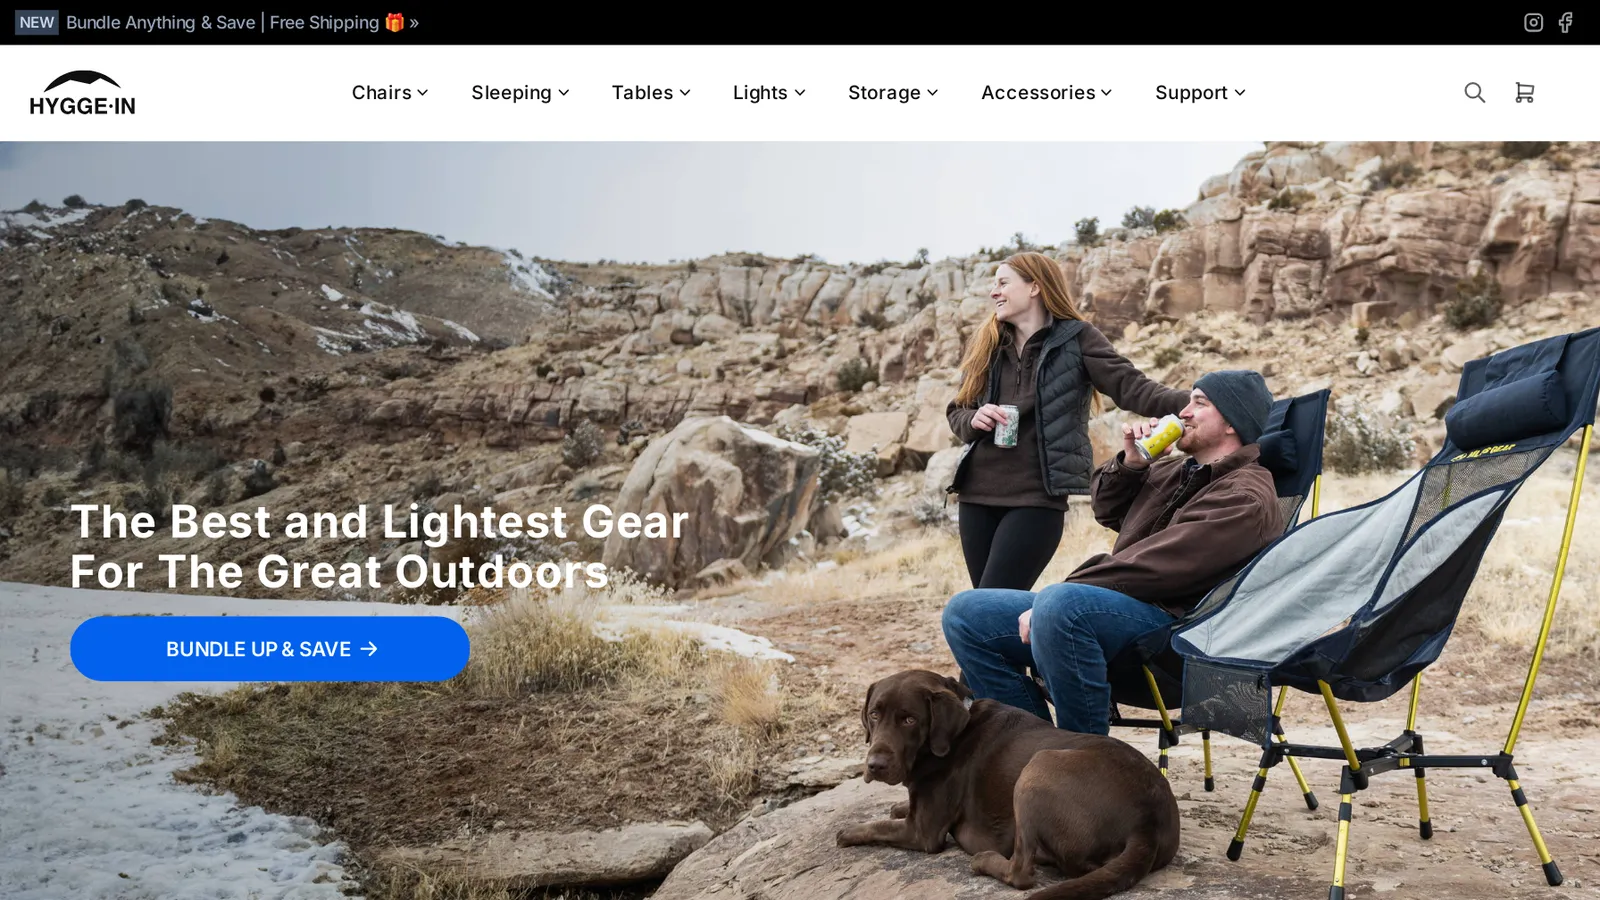 NEW Bundle Anything & Save | Free Shipping 🎁 »
HYGGE·IN
Chairs Sleeping Tables Lights Storage Accessories Support
The Best and Lightest Gear
For The Great Outdoors
BUNDLE UP & SAVE →